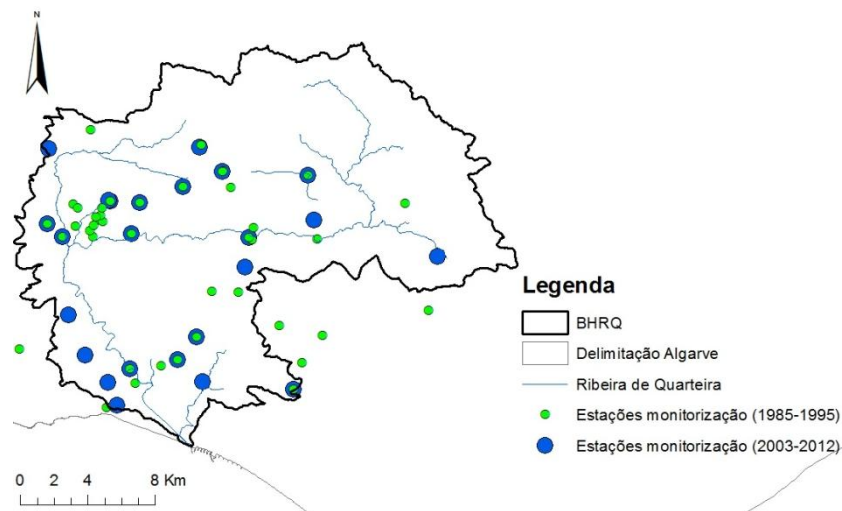 N
Legenda
BHRQ
Delimitação Algarve
Ribeira de Quarteira
Estações monitorização (1985-1995)
Estações monitorização (2003-2012)
0 2 4 8 Km